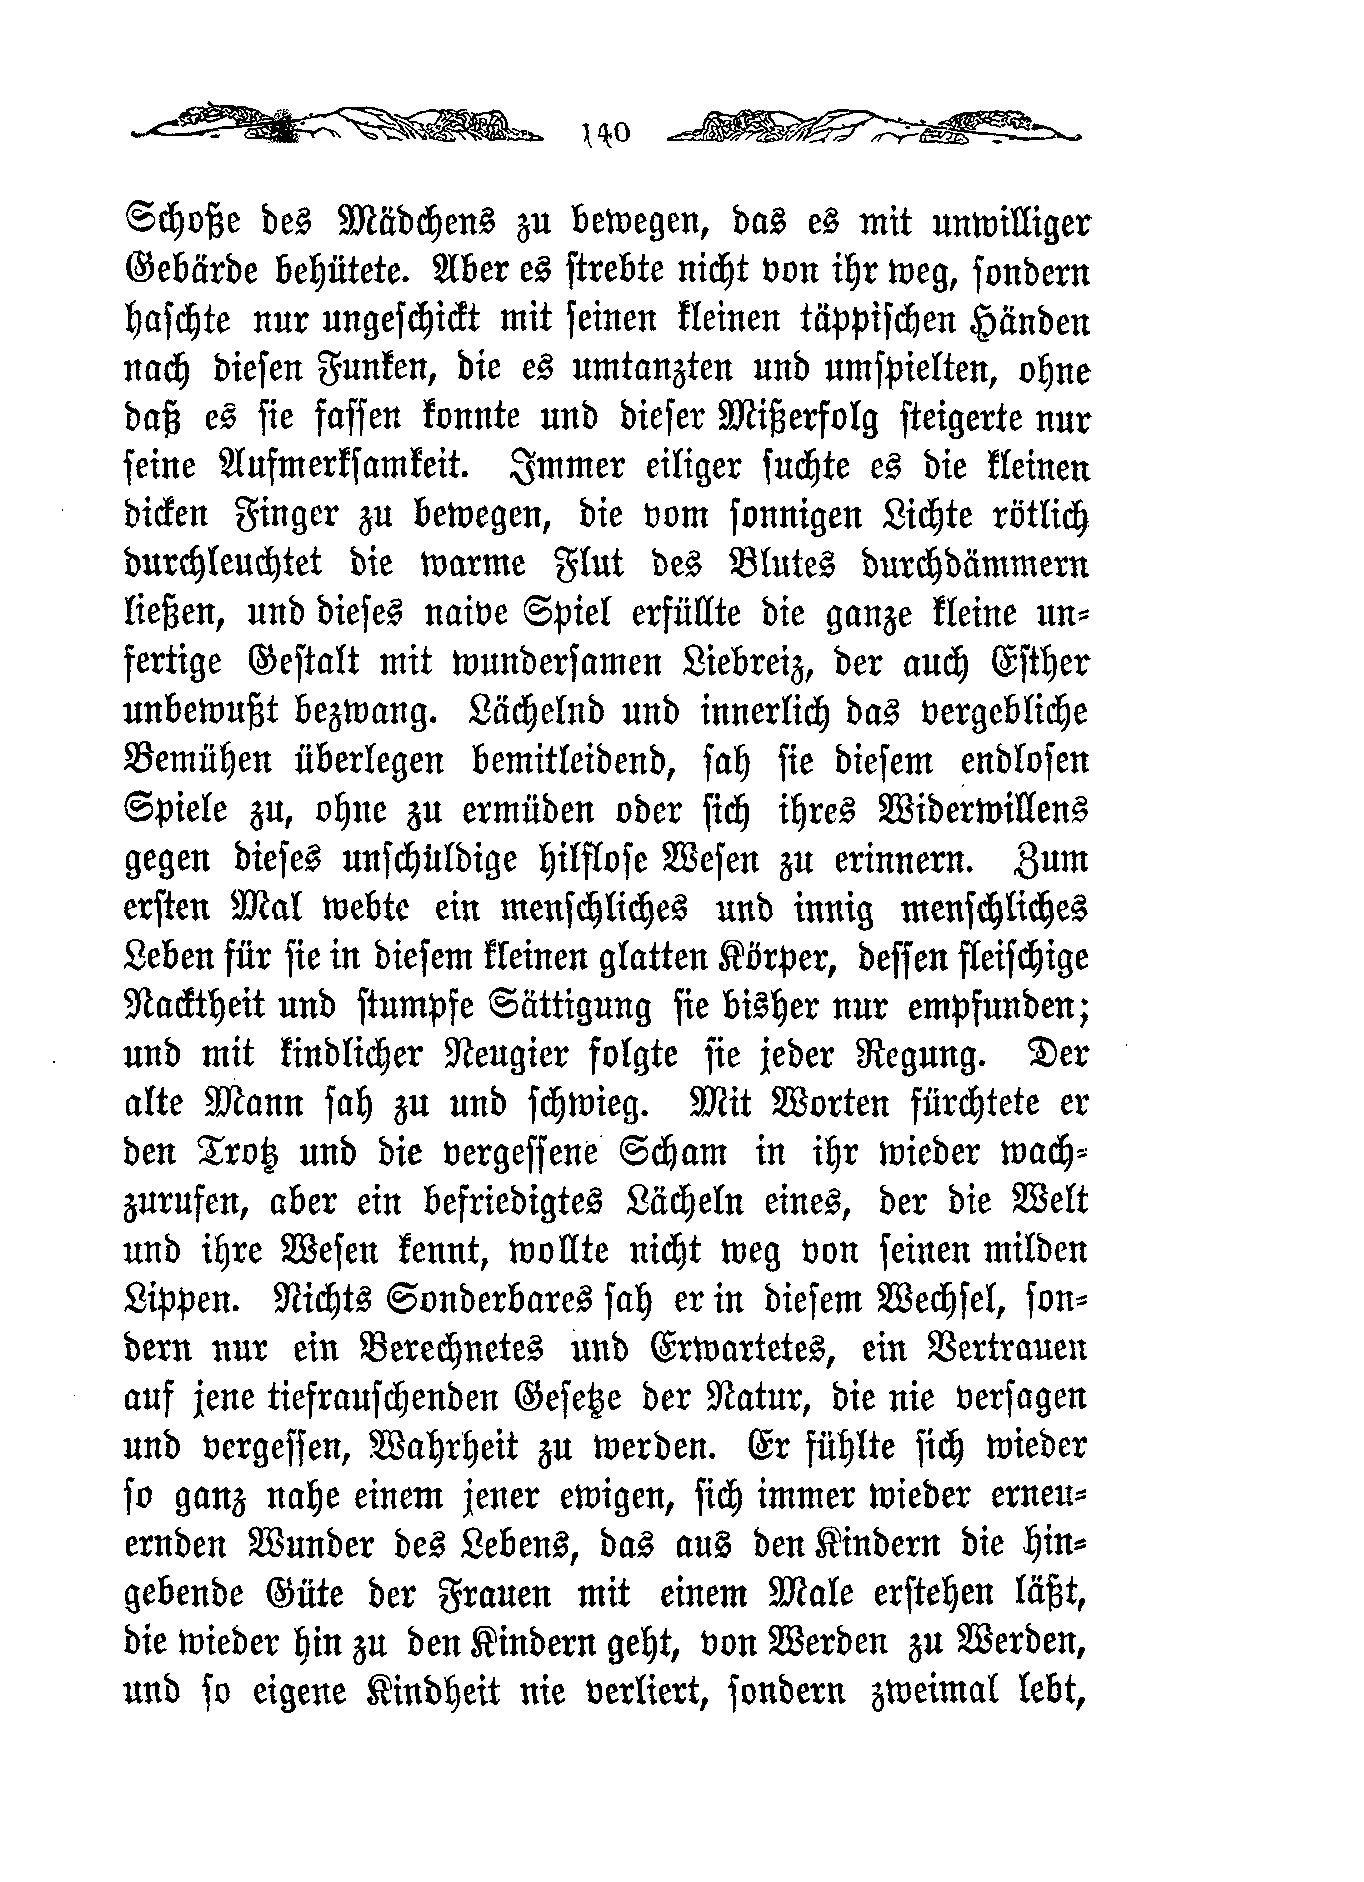 140
Schoße des Mädchens zu bewegen, das es mit unwilliger
Gebärde behütete. Aber es strebte nicht von ihr weg, sondern
haschte nur ungeschickt mit seinen kleinen täppischen Händen
nach diesen Funken, die es umtanzten und umspielten, ohne
daß es sie fassen konnte und dieser Mißerfolg steigerte nur
seine Aufmerksamkeit. Immer eiliger suchte es die kleinen
dicken Finger zu bewegen, die vom sonnigen Lichte rötlich
durchleuchtet die warme Flut des Blutes durchdämmern
ließen, und dieses naive Spiel erfüllte die ganze kleine un-
fertige Gestalt mit wundersamen Liebreiz, der auch Esther
unbewußt bezwang. Lächelnd und innerlich das vergebliche
Bemühen überlegen bemitleidend, sah sie diesem endlosen
Spiele zu, ohne zu ermüden oder sich ihres Widerwillens
gegen dieses unschuldige hilflose Wesen zu erinnern. Zum
ersten Mal webte ein menschliches und innig menschliches
Leben für sie in diesem kleinen glatten Körper, dessen fleischige
Nacktheit und stumpfe Sättigung sie bisher nur empfunden;
und mit kindlicher Neugier folgte sie jeder Regung. Der
alte Mann sah zu und schwieg. Mit Worten fürchtete er
den Trotz und die vergessene Scham in ihr wieder wach-
zurufen, aber ein befriedigtes Lächeln eines, der die Welt
und ihre Wesen kennt, wollte nicht weg von seinen milden
Lippen. Nichts Sonderbares sah er in diesem Wechsel, son-
dern nur ein Berechnetes und Erwartetes, ein Vertrauen
auf jene tiefrauschenden Gesetze der Natur, die nie versagen
und vergessen, Wahrheit zu werden. Er fühlte sich wieder
so ganz nahe einem jener ewigen, sich immer wieder erneu-
ernden Wunder des Lebens, das aus den Kindern die hin-
gebende Güte der Frauen mit einem Male erstehen läßt,
die wieder hin zu den Kindern geht, von Werden zu Werden,
und so eigene Kindheit nie verliert, sondern zweimal lebt,